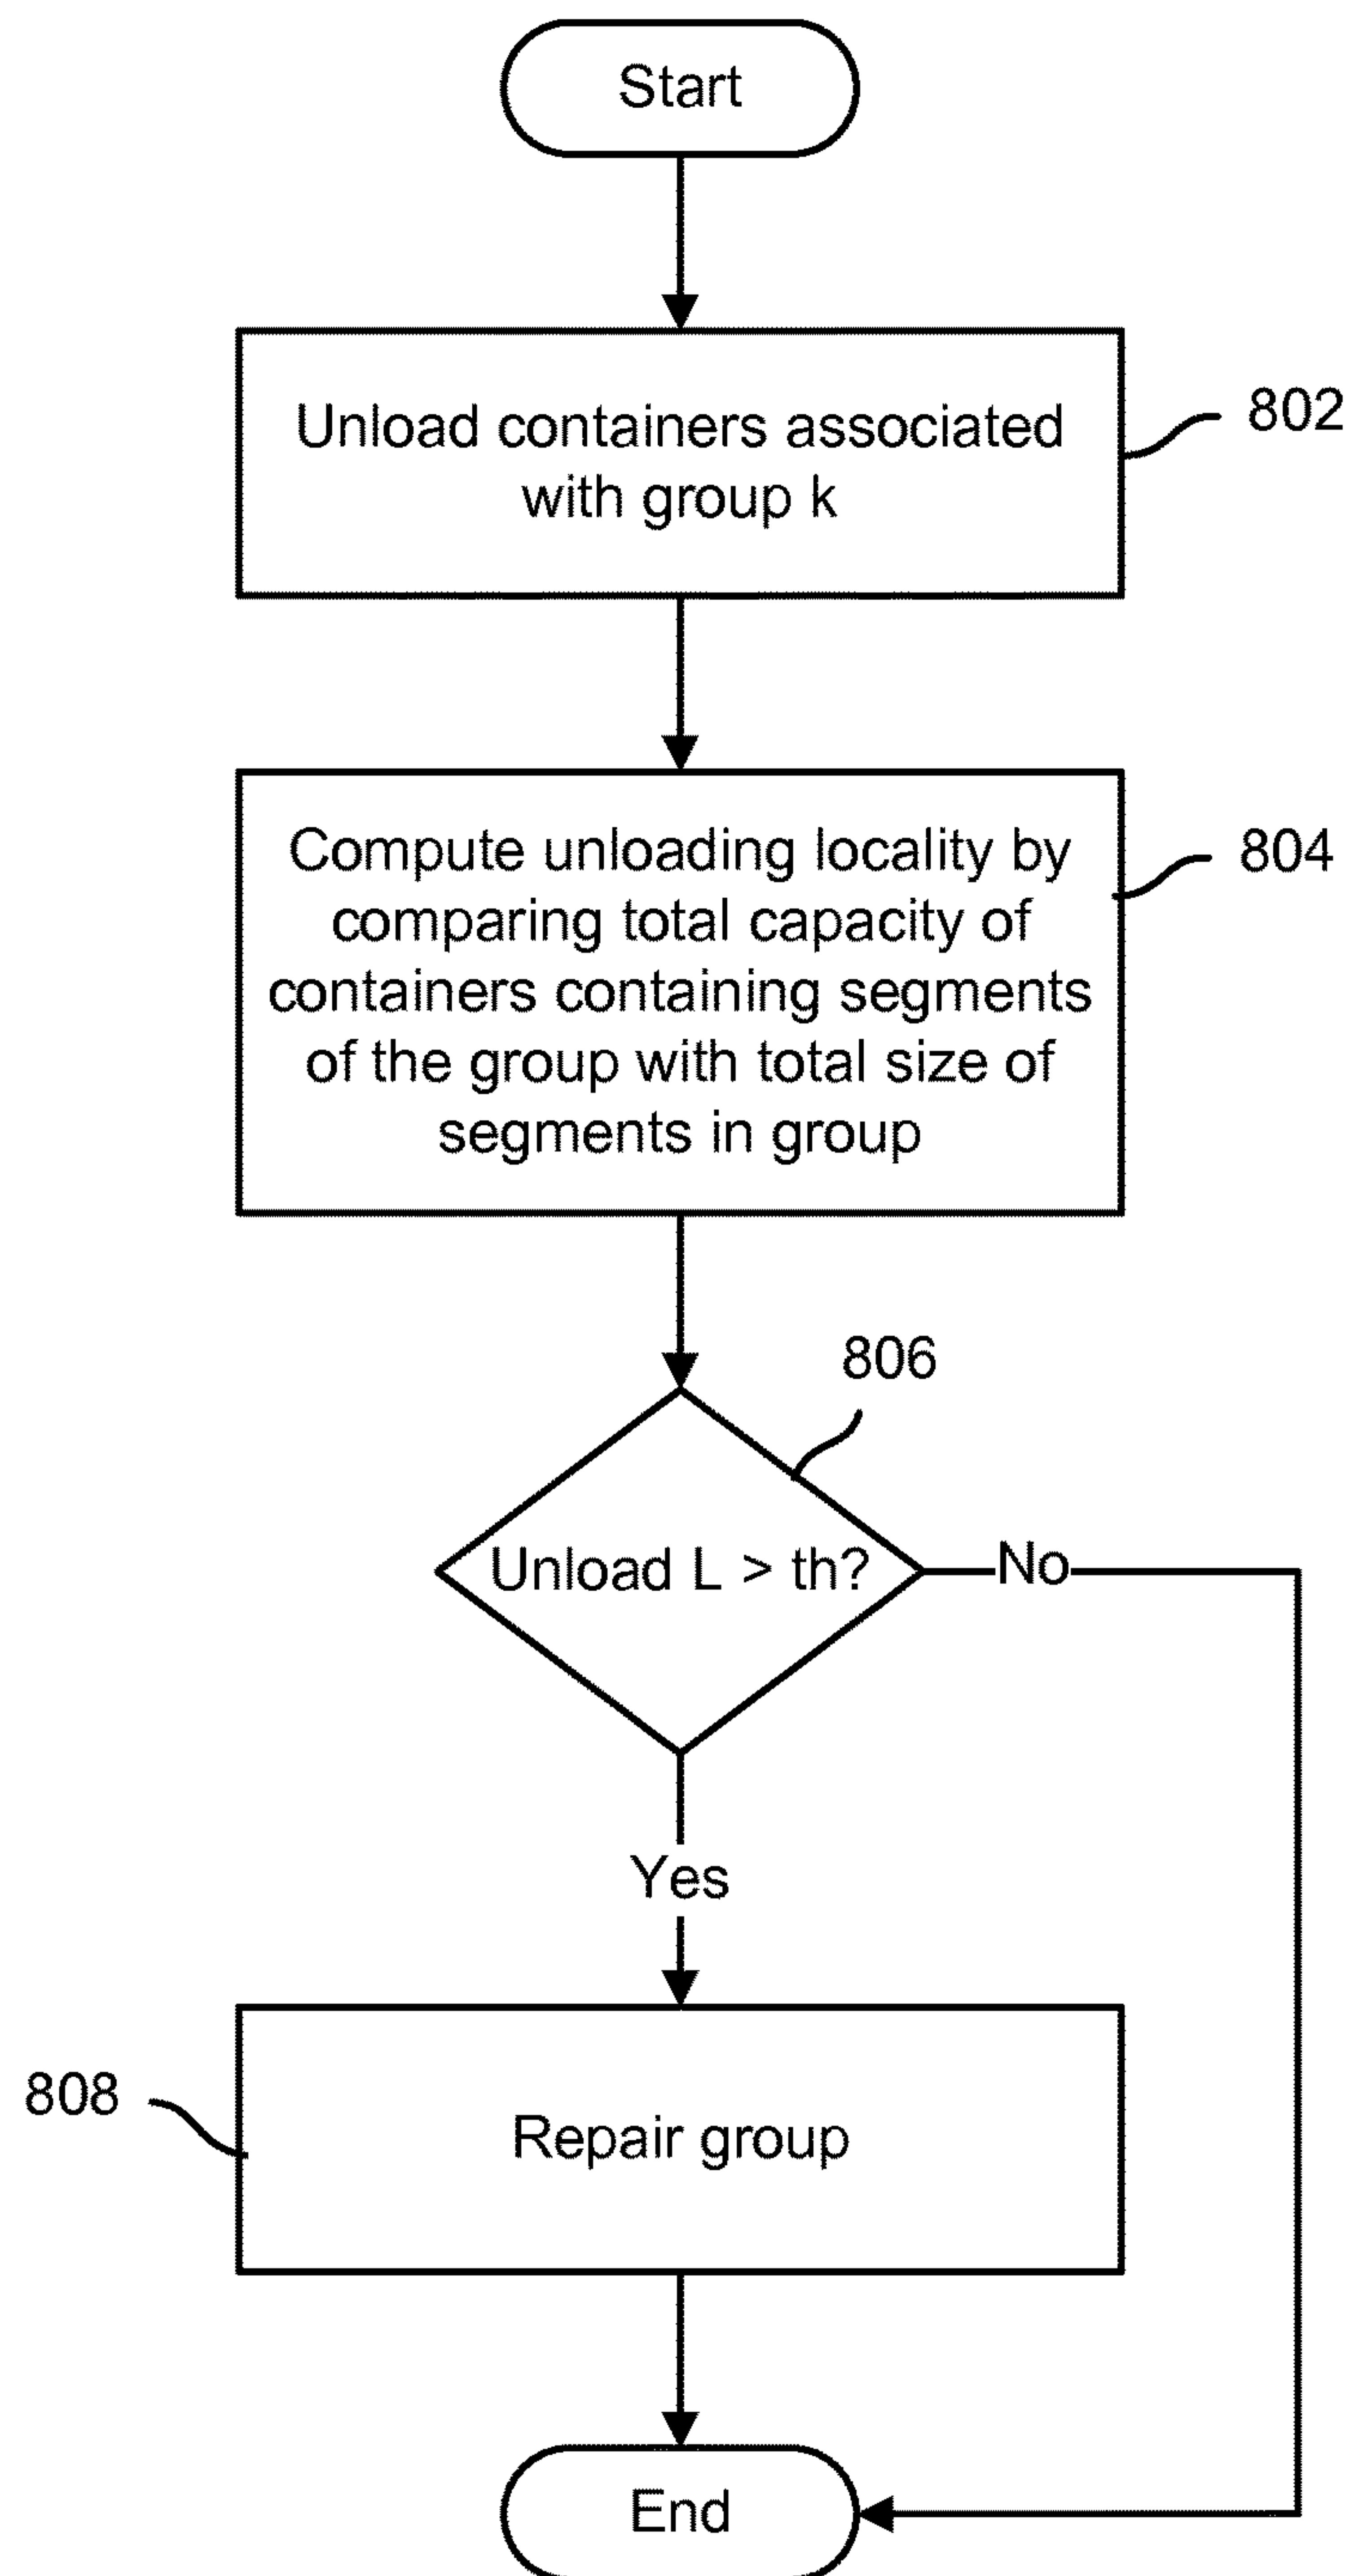 Start
Unload containers associated
with group k
802
Compute unloading locality by
comparing total capacity of
containers containing segments
of the group with total size of
segments in group
804
806
Unload L > th?
No
Yes
808
Repair group
End